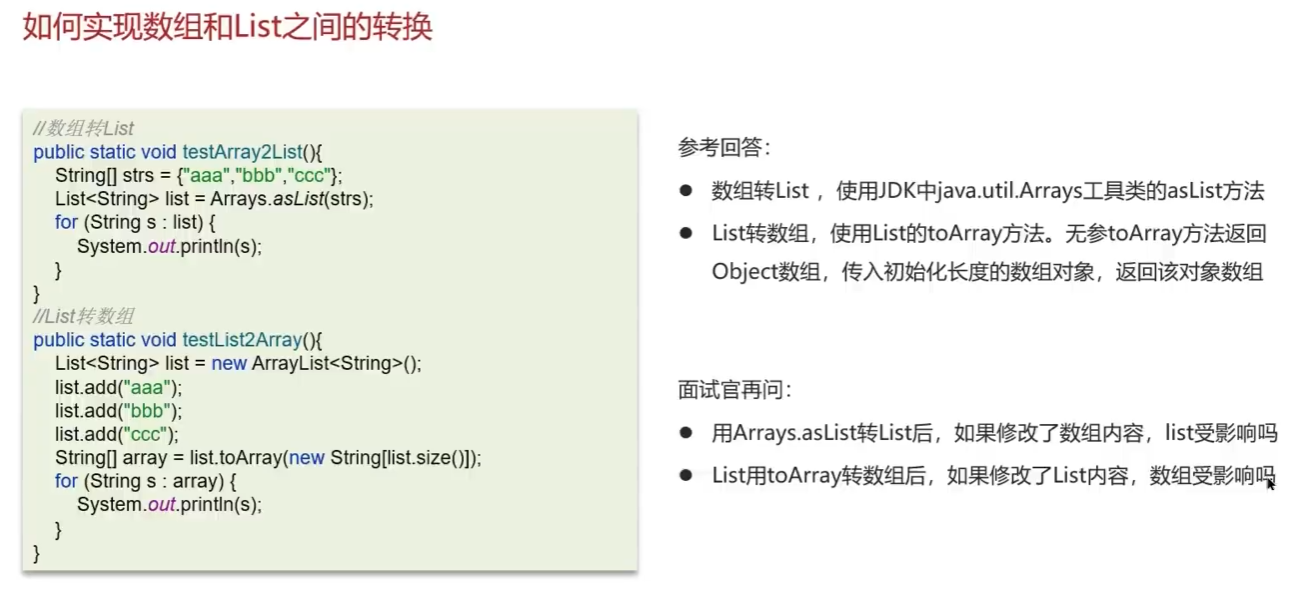 如何实现数组和List之间的转换
//数组转List
public static void testArray2List(){
String[] strs = {"aaa","bbb","ccc"};
List<String> list = Arrays.asList(strs);
for (String s : list) {
System.out.println(s);
}
}
//List转数组
public static void testList2Array(){
List<String> list = new ArrayList<String>();
list.add("aaa");
list.add("bbb");
list.add("ccc");
String[] array = list.toArray(new String[list.size()]);
for (String s : array) {
System.out.println(s);
}
}
参考回答：
● 数组转List ，使用JDK中java.util.Arrays工具类的asList方法
● List转数组，使用List的toArray方法。无参toArray方法返回
Object数组，传入初始化长度的数组对象，返回该对象数组
面试官再问：
● 用Arrays.asList转List后，如果修改了数组内容，list受影响吗
● List用toArray转数组后，如果修改了List内容，数组受影响吗